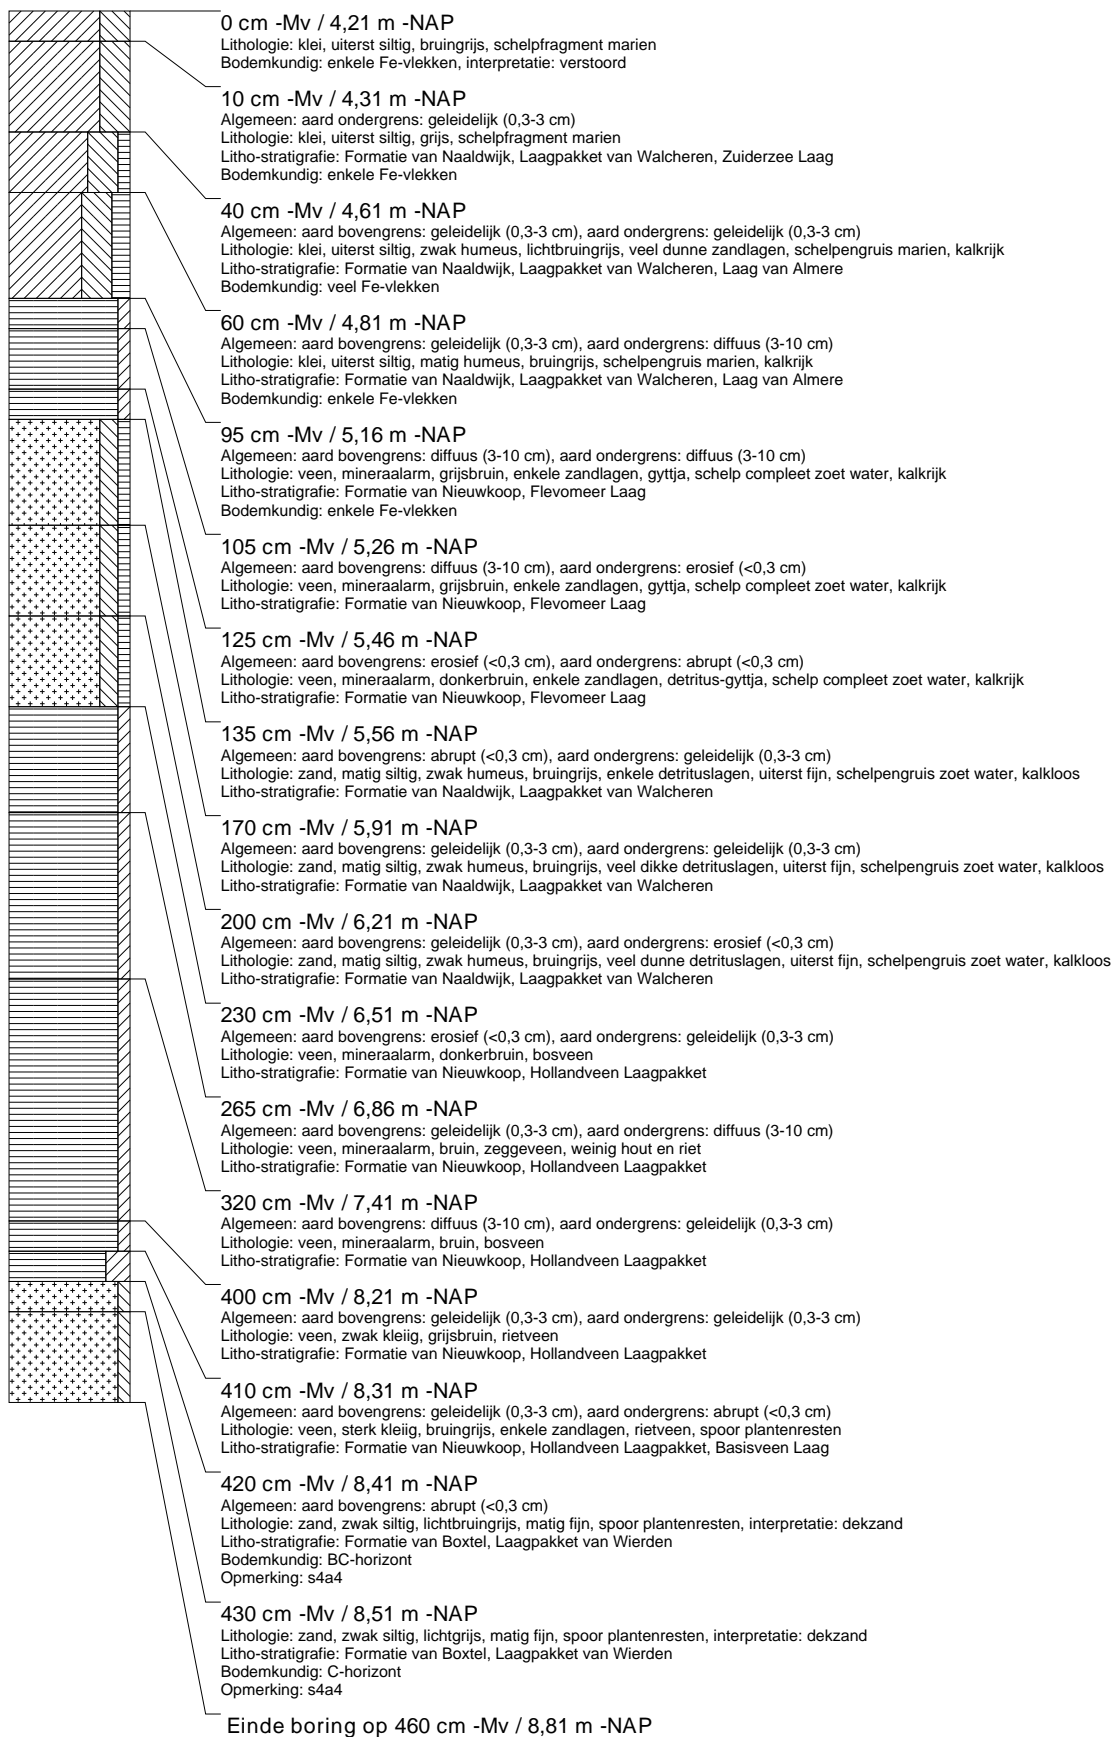 0 cm -Mv / 4,21 m -NAP
Lithologie: klei, uiterst siltig, bruingrijs, schelpfragment marien
Bodemkundig: enkele Fe-vlekken, interpretatie: verstoord
10 cm -Mv / 4,31 m -NAP
Algemeen: aard ondergrens: geleidelijk (0,3-3 cm)
Lithologie: klei, uiterst siltig, grijs, schelpfragment marien
Litho-stratigrafie: Formatie van Naaldwijk, Laagpakket van Walcheren, Zuiderzee Laag
Bodemkundig: enkele Fe-vlekken
40 cm -Mv / 4,61 m -NAP
Algemeen: aard bovengrens: geleidelijk (0,3-3 cm), aard ondergrens: geleidelijk (0,3-3 cm)
Lithologie: klei, uiterst siltig, zwak humeus, lichtbruingrijs, veel dunne zandlagen, schelpengruis marien, kalkrijk
Litho-stratigrafie: Formatie van Naaldwijk, Laagpakket van Walcheren, Laag van Almere
Bodemkundig: veel Fe-vlekken
60 cm -Mv / 4,81 m -NAP
Algemeen: aard bovengrens: geleidelijk (0,3-3 cm), aard ondergrens: diffuus (3-10 cm)
Lithologie: klei, uiterst siltig, matig humeus, bruingrijs, schelpengruis marien, kalkrijk
Litho-stratigrafie: Formatie van Naaldwijk, Laagpakket van Walcheren, Laag van Almere
Bodemkundig: enkele Fe-vlekken
95 cm -Mv / 5,16 m -NAP
Algemeen: aard bovengrens: diffuus (3-10 cm), aard ondergrens: diffuus (3-10 cm)
Lithologie: veen, mineraalarm, grijsbruin, enkele zandlagen, gyttja, schelp compleet zoet water, kalkrijk
Litho-stratigrafie: Formatie van Nieuwkoop, Flevomeer Laag
Bodemkundig: enkele Fe-vlekken
105 cm -Mv / 5,26 m -NAP
Algemeen: aard bovengrens: diffuus (3-10 cm), aard ondergrens: erosief (<0,3 cm)
Lithologie: veen, mineraalarm, grijsbruin, enkele zandlagen, gyttja, schelp compleet zoet water, kalkrijk
Litho-stratigrafie: Formatie van Nieuwkoop, Flevomeer Laag
125 cm -Mv / 5,46 m -NAP
Algemeen: aard bovengrens: erosief (<0,3 cm), aard ondergrens: abrupt (<0,3 cm)
Lithologie: veen, mineraalarm, donkerbruin, enkele zandlagen, detritus-gyttja, schelp compleet zoet water, kalkrijk
Litho-stratigrafie: Formatie van Nieuwkoop, Flevomeer Laag
135 cm -Mv / 5,56 m -NAP
Algemeen: aard bovengrens: abrupt (<0,3 cm), aard ondergrens: geleidelijk (0,3-3 cm)
Lithologie: zand, matig siltig, zwak humeus, bruingrijs, enkele detrituslagen, uiterst fijn, schelpengruis zoet water, kalkloos
Litho-stratigrafie: Formatie van Naaldwijk, Laagpakket van Walcheren
170 cm -Mv / 5,91 m -NAP
Algemeen: aard bovengrens: geleidelijk (0,3-3 cm), aard ondergrens: geleidelijk (0,3-3 cm)
Lithologie: zand, matig siltig, zwak humeus, bruingrijs, veel dikke detrituslagen, uiterst fijn, schelpengruis zoet water, kalkloos
Litho-stratigrafie: Formatie van Naaldwijk, Laagpakket van Walcheren
200 cm -Mv / 6,21 m -NAP
Algemeen: aard bovengrens: geleidelijk (0,3-3 cm), aard ondergrens: erosief (<0,3 cm)
Lithologie: zand, matig siltig, zwak humeus, bruingrijs, veel dunne detrituslagen, uiterst fijn, schelpengruis zoet water, kalkloos
Litho-stratigrafie: Formatie van Naaldwijk, Laagpakket van Walcheren
230 cm -Mv / 6,51 m -NAP
Algemeen: aard bovengrens: erosief (<0,3 cm), aard ondergrens: geleidelijk (0,3-3 cm)
Lithologie: veen, mineraalarm, donkerbruin, bosveen
Litho-stratigrafie: Formatie van Nieuwkoop, Hollandveen Laagpakket
265 cm -Mv / 6,86 m -NAP
Algemeen: aard bovengrens: geleidelijk (0,3-3 cm), aard ondergrens: diffuus (3-10 cm)
Lithologie: veen, mineraalarm, bruin, zeggeveen, weinig hout en riet
Litho-stratigrafie: Formatie van Nieuwkoop, Hollandveen Laagpakket
320 cm -Mv / 7,41 m -NAP
Algemeen: aard bovengrens: diffuus (3-10 cm), aard ondergrens: geleidelijk (0,3-3 cm)
Lithologie: veen, mineraalarm, bruin, bosveen
Litho-stratigrafie: Formatie van Nieuwkoop, Hollandveen Laagpakket
400 cm -Mv / 8,21 m -NAP
Algemeen: aard bovengrens: geleidelijk (0,3-3 cm), aard ondergrens: geleidelijk (0,3-3 cm)
Lithologie: veen, zwak kleiig, grijsbruin, rietveen
Litho-stratigrafie: Formatie van Nieuwkoop, Hollandveen Laagpakket
410 cm -Mv / 8,31 m -NAP
Algemeen: aard bovengrens: geleidelijk (0,3-3 cm), aard ondergrens: abrupt (<0,3 cm)
Lithologie: veen, sterk kleiig, bruingrijs, enkele zandlagen, rietveen, spoor plantenresten
Litho-stratigrafie: Formatie van Nieuwkoop, Hollandveen Laagpakket, Basisveen Laag
420 cm -Mv / 8,41 m -NAP
Algemeen: aard bovengrens: abrupt (<0,3 cm)
Lithologie: zand, zwak siltig, lichtbruingrijs, matig fijn, spoor plantenresten, interpretatie: dekzand
Litho-stratigrafie: Formatie van Boxtel, Laagpakket van Wierden
Bodemkundig: BC-horizont
Opmerking: s4a4
430 cm -Mv / 8,51 m -NAP
Lithologie: zand, zwak siltig, lichtgrijs, matig fijn, spoor plantenresten, interpretatie: dekzand
Litho-stratigrafie: Formatie van Boxtel, Laagpakket van Wierden
Bodemkundig: C-horizont
Opmerking: s4a4
Einde boring op 460 cm -Mv / 8,81 m -NAP